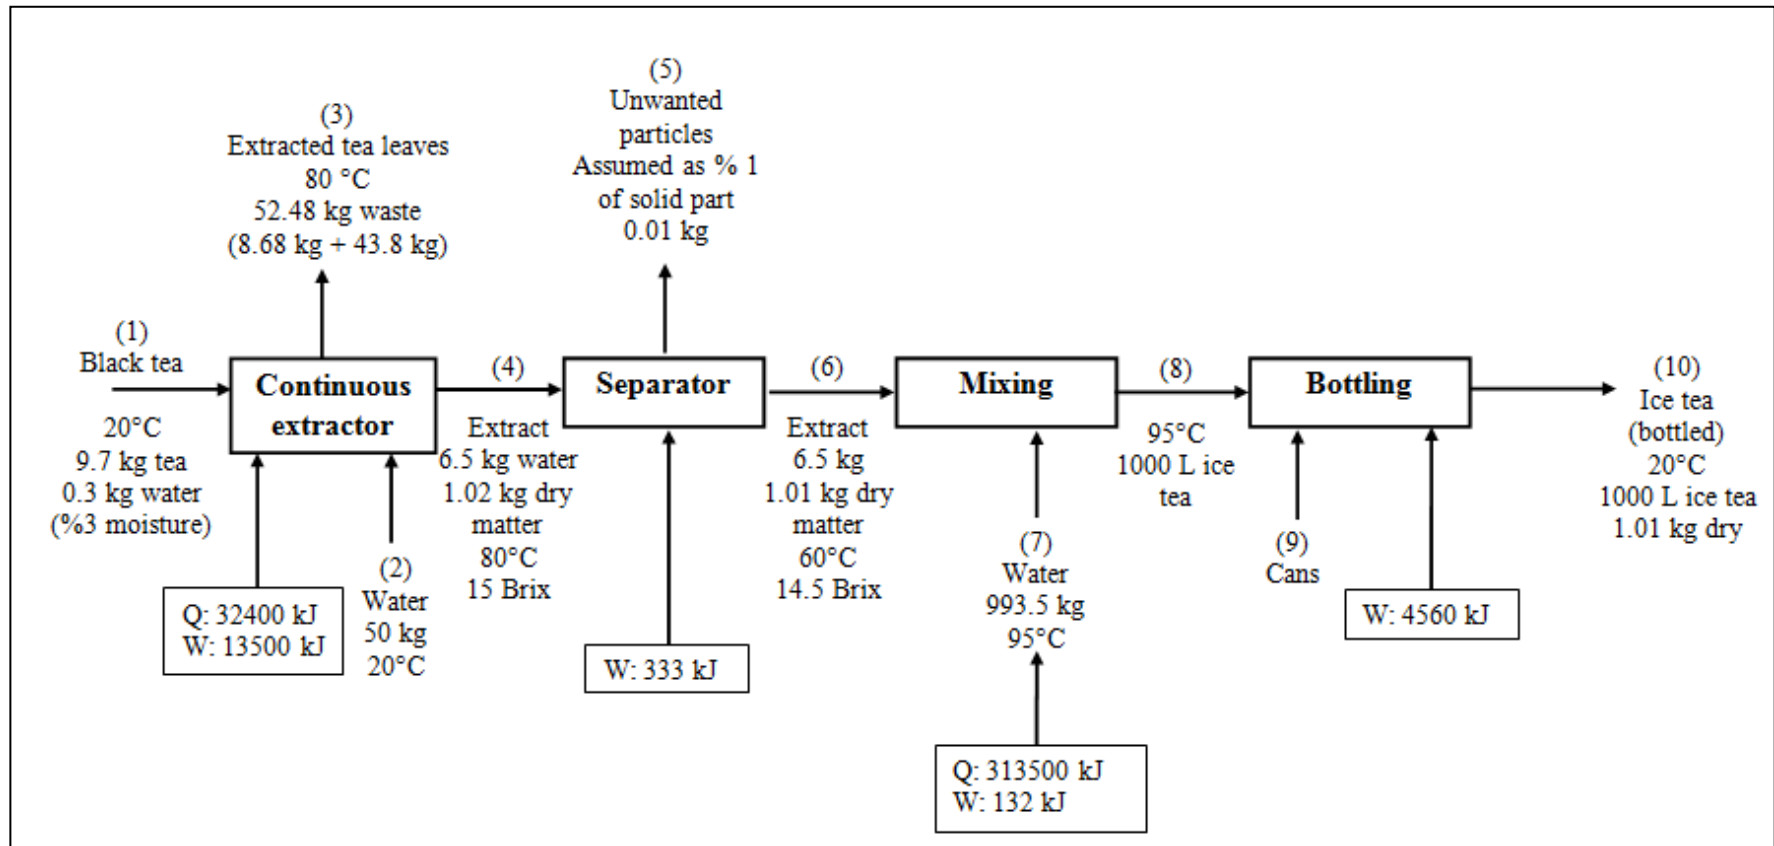 (1)
Black tea
20°C
9.7 kg tea
0.3 kg water
(%3 moisture)
(3)
Extracted tea leaves
80 °C
52.48 kg waste
(8.68 kg + 43.8 kg)
Continuous
extractor
Q: 32400 kJ
W: 13500 kJ
(2)
Water
50 kg
20°C
(4)
Extract
6.5 kg water
1.02 kg dry
matter
80°C
15 Brix
(5)
Unwanted
particles
Assumed as % 1
of solid part
0.01 kg
Separator
W: 333 kJ
(6)
Extract
6.5 kg
1.01 kg dry
matter
60°C
14.5 Brix
Mixing
(7)
Water
993.5 kg
95°C
Q: 313500 kJ
W: 132 kJ
(8)
95°C
1000 L ice
tea
Bottling
(9)
Cans
W: 4560 kJ
(10)
Ice tea
(bottled)
20°C
1000 L ice tea
1.01 kg dry